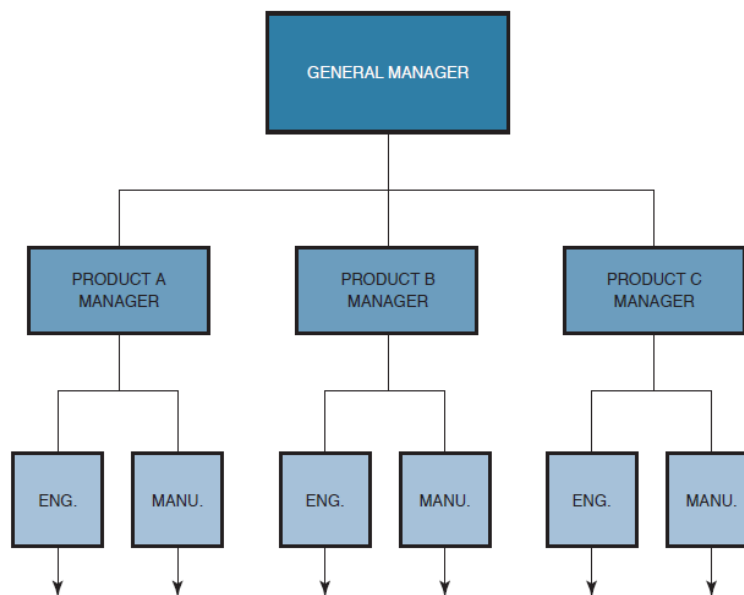 GENERAL MANAGER
PRODUCT A
MANAGER
PRODUCT B
MANAGER
PRODUCT C
MANAGER
ENG.
MANU.
ENG.
MANU.
ENG.
MANU.